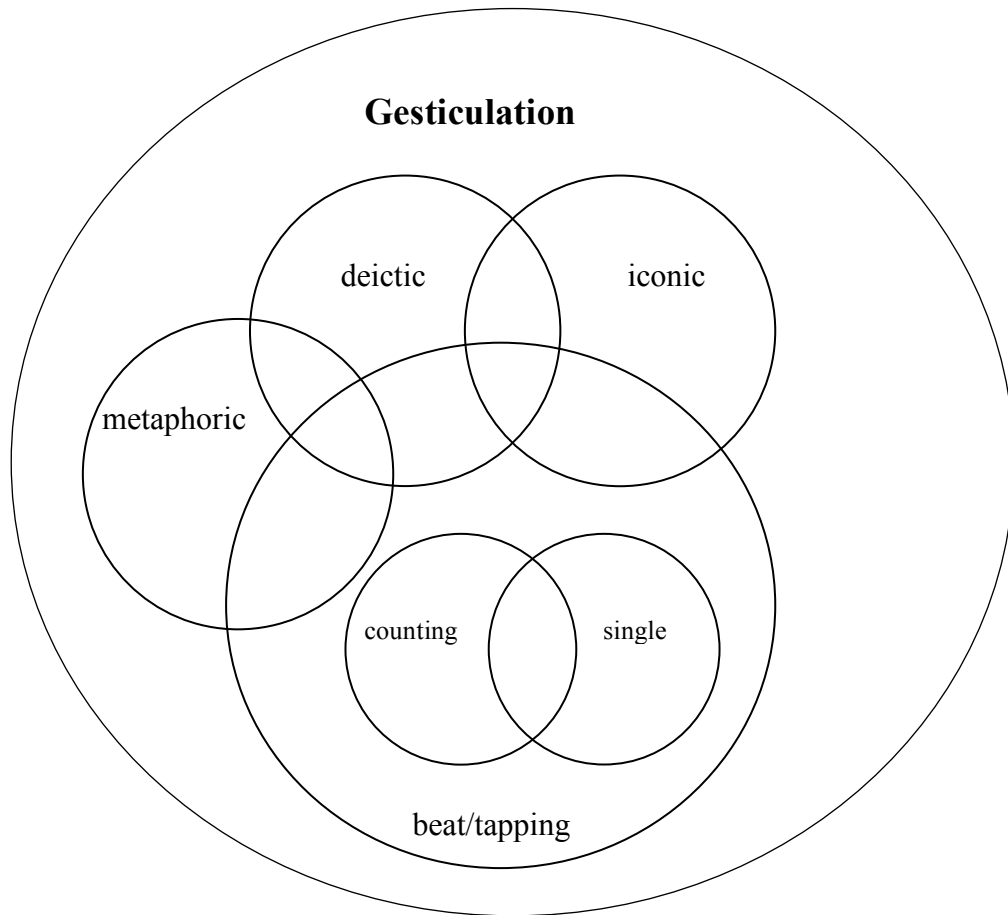 Gesticulation
deictic
iconic
metaphoric
counting
single
beat/tapping